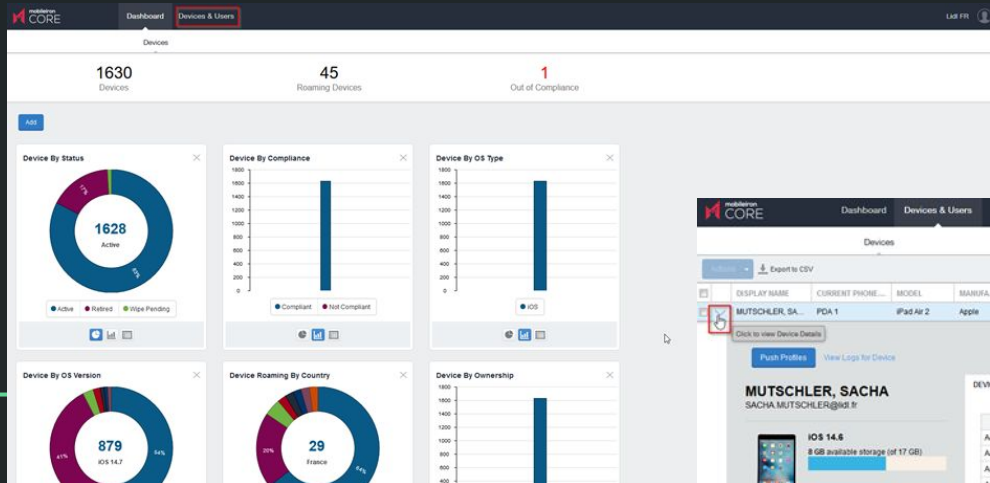 mobileiron
CORE
Dashboard
Devices & Users
Lidl FR
Devices
1630
Devices
45
Roaming Devices
1
Out of Compliance
Add
Device By Status
17%
1628
Active
83%
Active
Retired
Wipe Pending
Device By Compliance
1800
1600
1400
1200
1000
800
600
400
200
0
Compliant
Not Compliant
Device By OS Type
1800
1600
1400
1200
1000
800
600
400
200
0
iOS
Device By OS Version
41%
879
iOS 14.7
54%
Device Roaming By Country
20%
29
France
64%
Device By Ownership
1800
1600
1400
1200
1000
800
600
400
mobileiron
CORE
Dashboard
Devices & Users
Devices
Actions
Export to CSV
DISPLAY NAME
CURRENT PHONE...
MODEL
MANUFA
MUTSCHLER, SA...
PDA 1
iPad Air 2
Apple
Click to view Device Details
Push Profiles
View Logs for Device
MUTSCHLER, SACHA
SACHA.MUTSCHLER@lidl.fr
DEVI
iOS 14.6
8 GB available storage (of 17 GB)